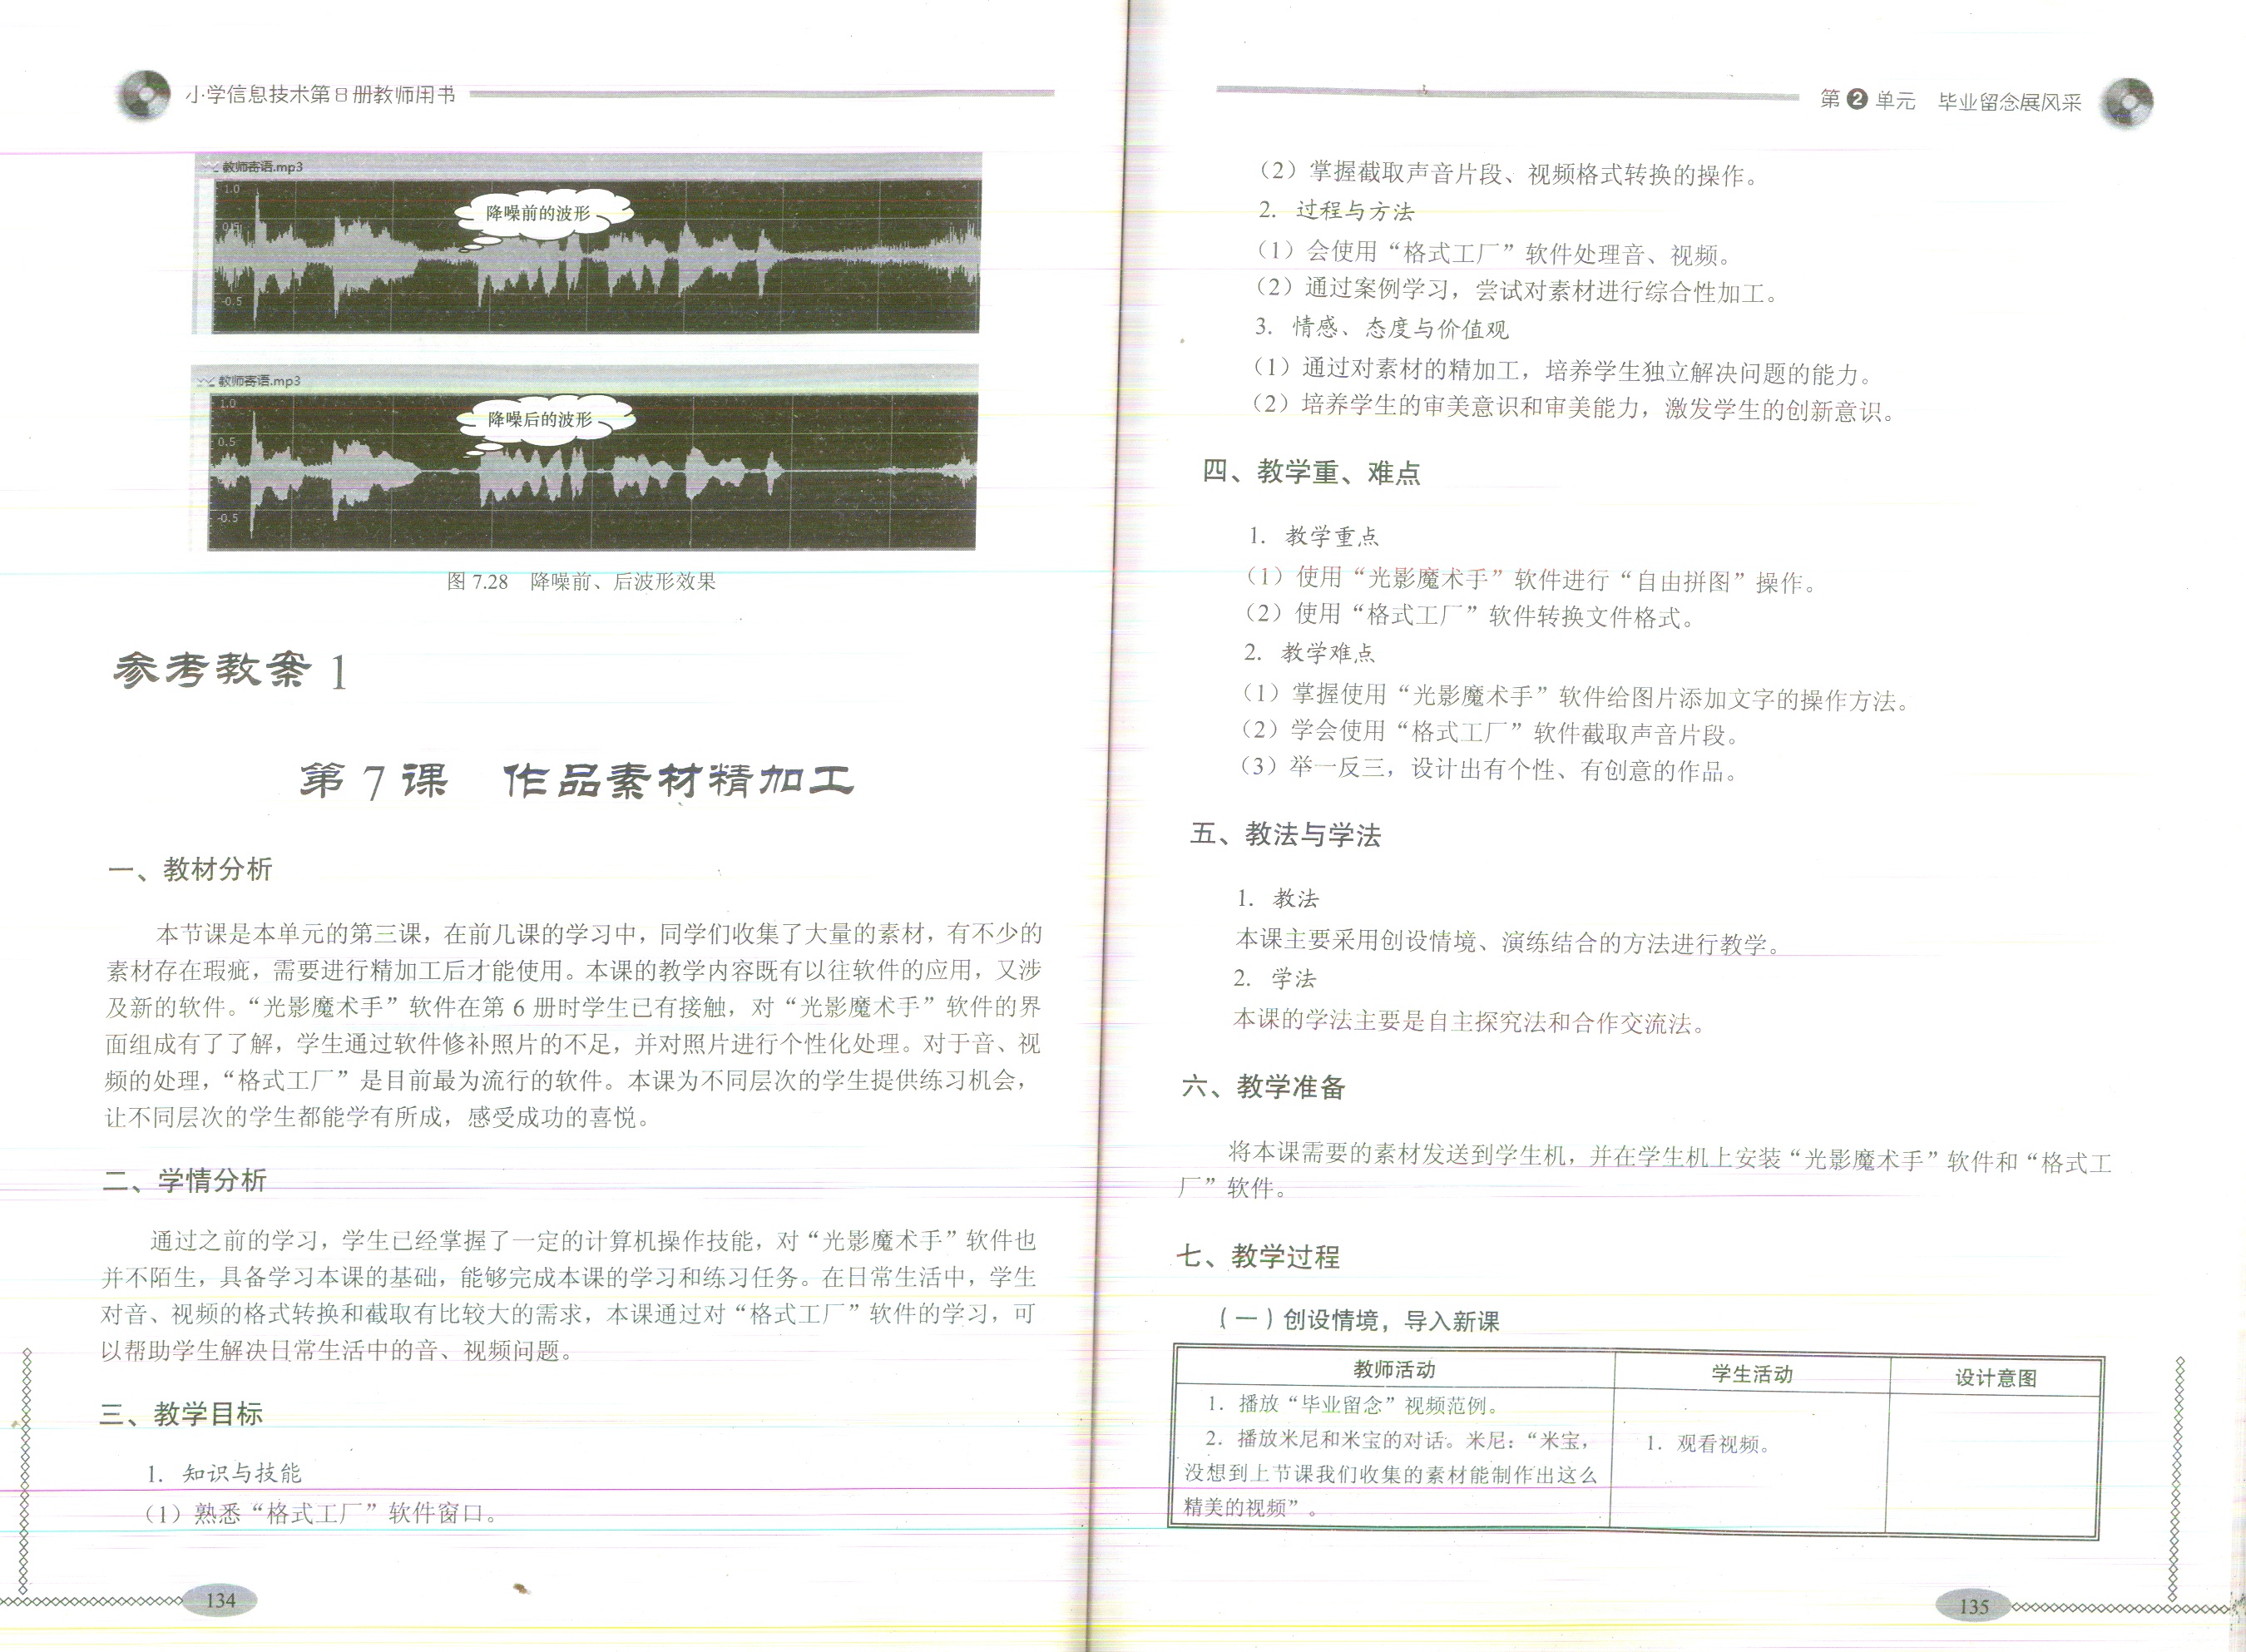 小学信息技术第8册教师用书
教师寄语.mp3
1.0
0.5
降噪前的波形
-0.5
教师寄语.mp3
1.0
0.5
降噪后的波形
-0.5
图 7.28　降噪前、后波形效果
参考教案 1
第 7 课　作品素材精加工
一、教材分析
本节课是本单元的第三课，在前几课的学习中，同学们收集了大量的素材，有不少的
素材存在瑕疵，需要进行精加工后才能使用。本课的教学内容既有以往软件的应用，又涉
及新的软件。“光影魔术手”软件在第 6 册时学生已有接触，对“光影魔术手”软件的界
面组成有了了解，学生通过软件修补照片的不足，并对照片进行个性化处理。对于音、视
频的处理，“格式工厂”是目前最为流行的软件。本课为不同层次的学生提供练习机会，
让不同层次的学生都能学有所成，感受成功的喜悦。
二、学情分析
通过之前的学习，学生已经掌握了一定的计算机操作技能，对“光影魔术手”软件也
并不陌生，具备学习本课的基础，能够完成本课的学习和练习任务。在日常生活中，学生
对音、视频的格式转换和截取有比较大的需求，本课通过对“格式工厂”软件的学习，可
以帮助学生解决日常生活中的音、视频问题。
三、教学目标
1. 知识与技能
（1）熟悉“格式工厂”软件窗口。
134
第 2 单元　毕业留念展风采
（2）掌握截取声音片段、视频格式转换的操作。
2. 过程与方法
（1）会使用“格式工厂”软件处理音、视频。
（2）通过案例学习，尝试对素材进行综合性加工。
3. 情感、态度与价值观
（1）通过对素材的精加工，培养学生独立解决问题的能力。
（2）培养学生的审美意识和审美能力，激发学生的创新意识。
四、教学重、难点
1. 教学重点
（1）使用“光影魔术手”软件进行“自由拼图”操作。
（2）使用“格式工厂”软件转换文件格式。
2. 教学难点
（1）掌握使用“光影魔术手”软件给图片添加文字的操作方法。
（2）学会使用“格式工厂”软件截取声音片段。
（3）举一反三，设计出有个性、有创意的作品。
五、教法与学法
1. 教法
本课主要采用创设情境、演练结合的方法进行教学。
2. 学法
本课的学法主要是自主探究法和合作交流法。
六、教学准备
将本课需要的素材发送到学生机，并在学生机上安装“光影魔术手”软件和“格式工
厂”软件。
七、教学过程
（一）创设情境，导入新课
教师活动　学生活动　设计意图
1. 播放“毕业留念”视频范例。
2. 播放米尼和米宝的对话。米尼：“米宝，
没想到上节课我们收集的素材能制作出这么
精美的视频”。
1. 观看视频。
135